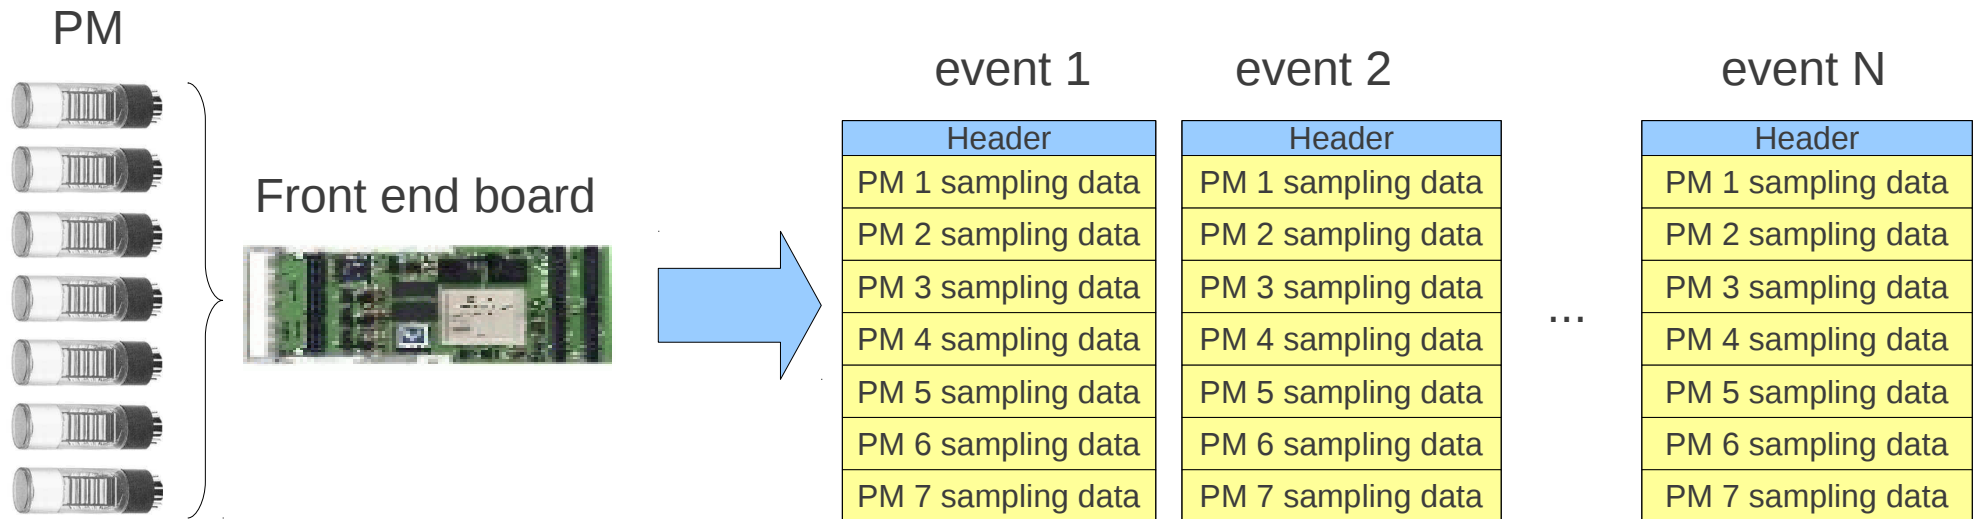 PM
Front end board
event 1
Header
PM 1 sampling data
PM 2 sampling data
PM 3 sampling data
PM 4 sampling data
PM 5 sampling data
PM 6 sampling data
PM 7 sampling data
event 2
Header
PM 1 sampling data
PM 2 sampling data
PM 3 sampling data
PM 4 sampling data
PM 5 sampling data
PM 6 sampling data
PM 7 sampling data
...
event N
Header
PM 1 sampling data
PM 2 sampling data
PM 3 sampling data
PM 4 sampling data
PM 5 sampling data
PM 6 sampling data
PM 7 sampling data